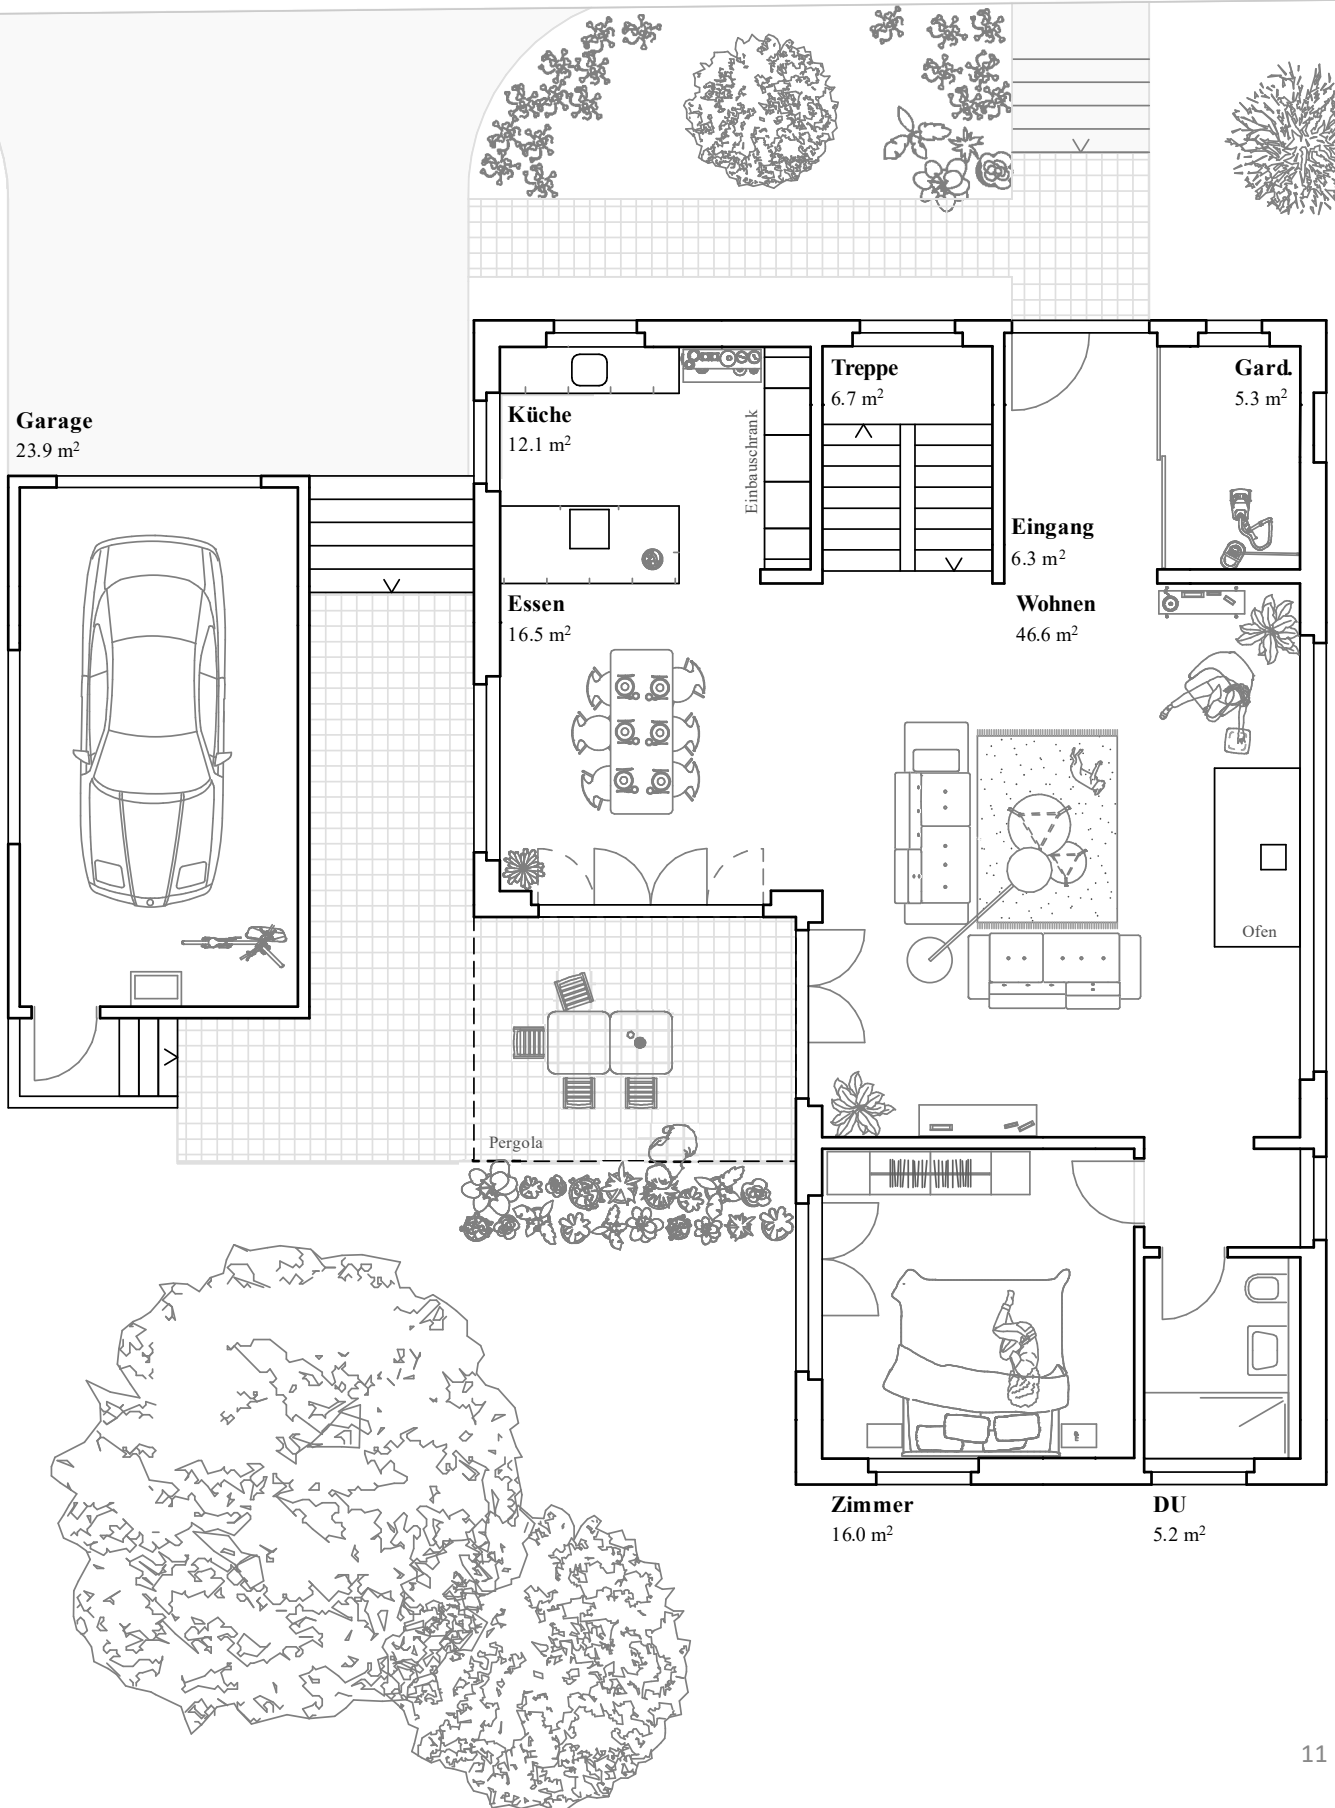 Treppe
6.7 m²
Gard.
5.3 m²
Garage
23.9 m²
Küche
12.1 m²
Einbauschrank
Eingang
6.3 m²
Essen
16.5 m²
Wohnen
46.6 m²
Ofen
Pergola
Zimmer
16.0 m²
DU
5.2 m²
11